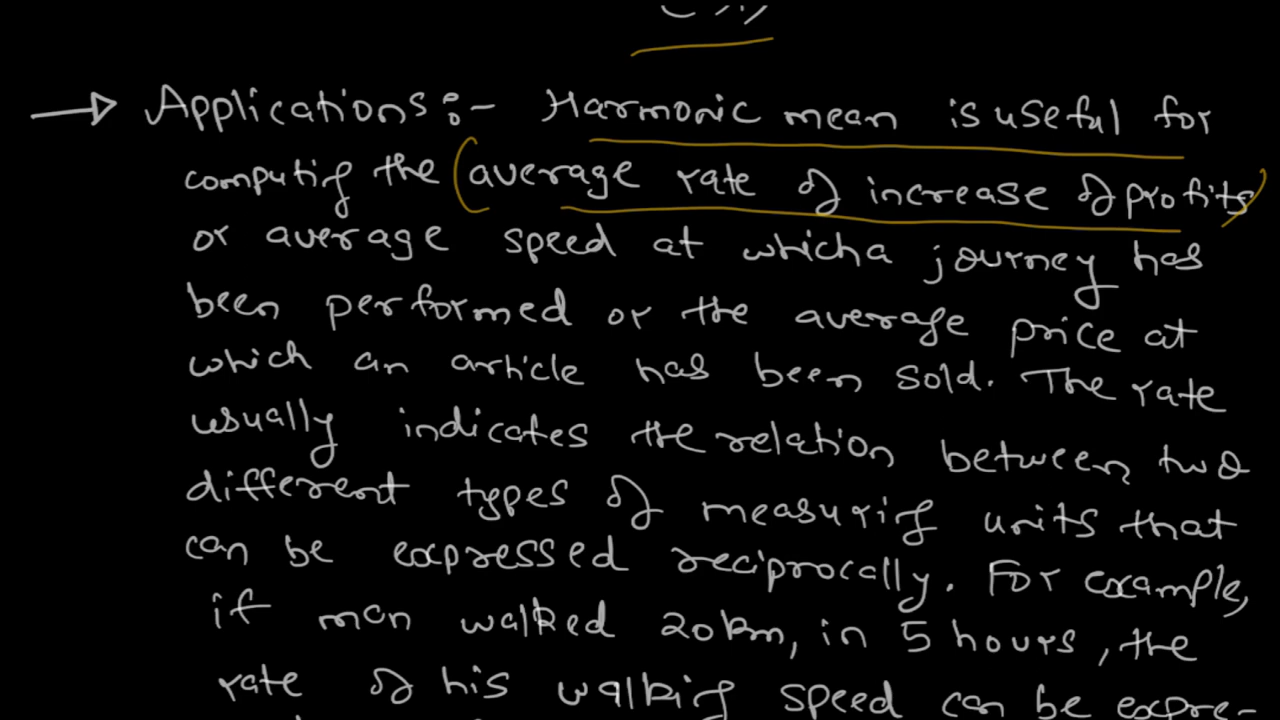 → Applications:- Harmonic mean is useful for
computing the (average rate of increase of profits)
or average speed at which a journey has
been performed or the average price at
which an article has been sold. The rate
usually indicates the relation between two
different types of measuring units that
can be expressed reciprocally. For example,
if man walked 20km, in 5 hours, the
rate of his walking speed can be expre-